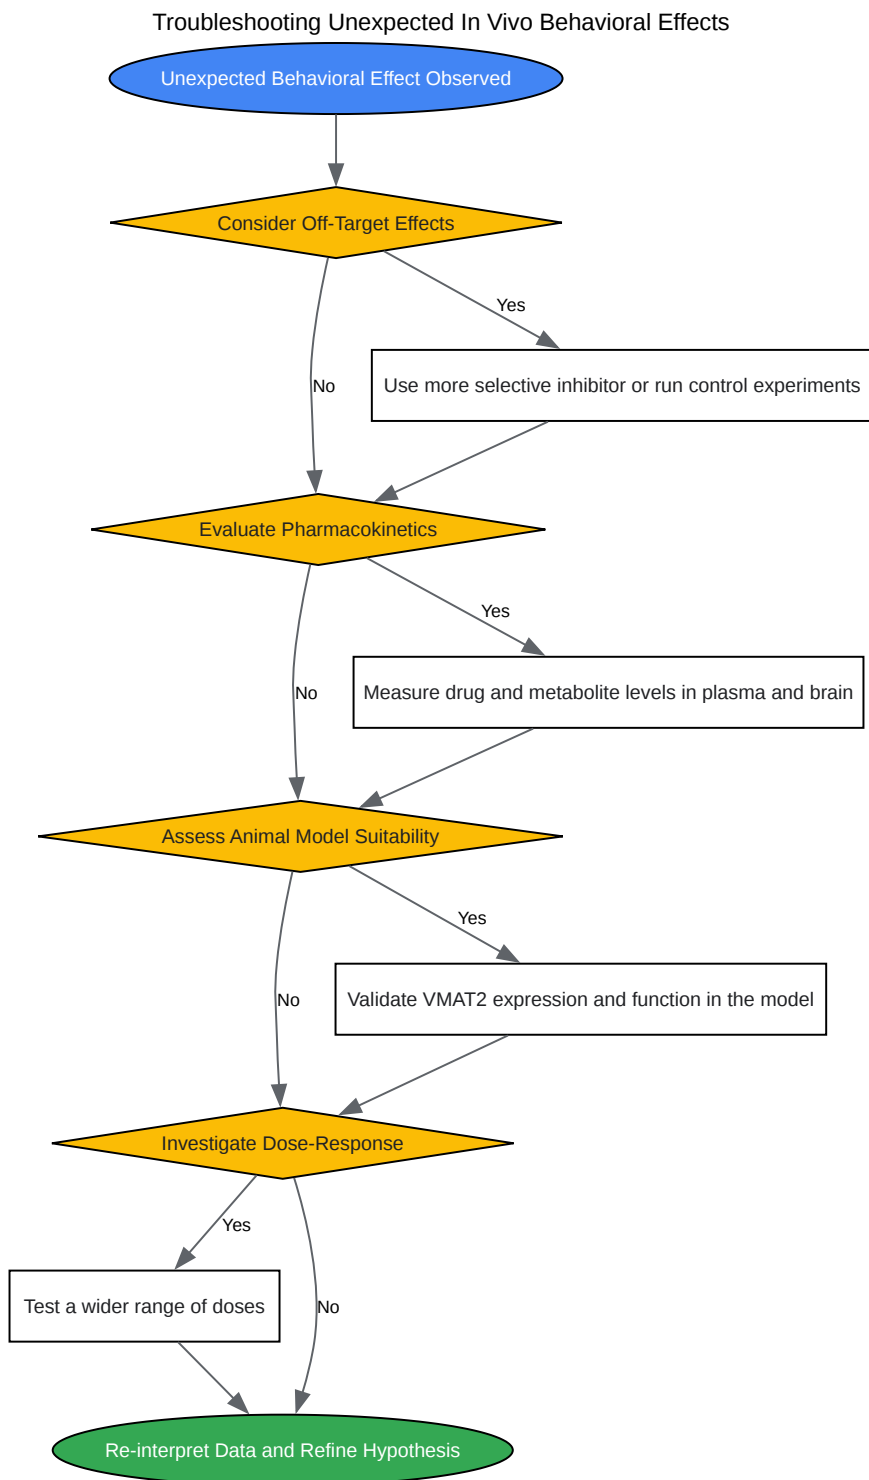 Troubleshooting Unexpected In Vivo Behavioral Effects
Unexpected Behavioral Effect Observed
Consider Off-Target Effects
Yes
No
Use more selective inhibitor or run control experiments
Evaluate Pharmacokinetics
Yes
No
Measure drug and metabolite levels in plasma and brain
Assess Animal Model Suitability
Yes
No
Validate VMAT2 expression and function in the model
Investigate Dose-Response
Yes
No
Test a wider range of doses
Re-interpret Data and Refine Hypothesis